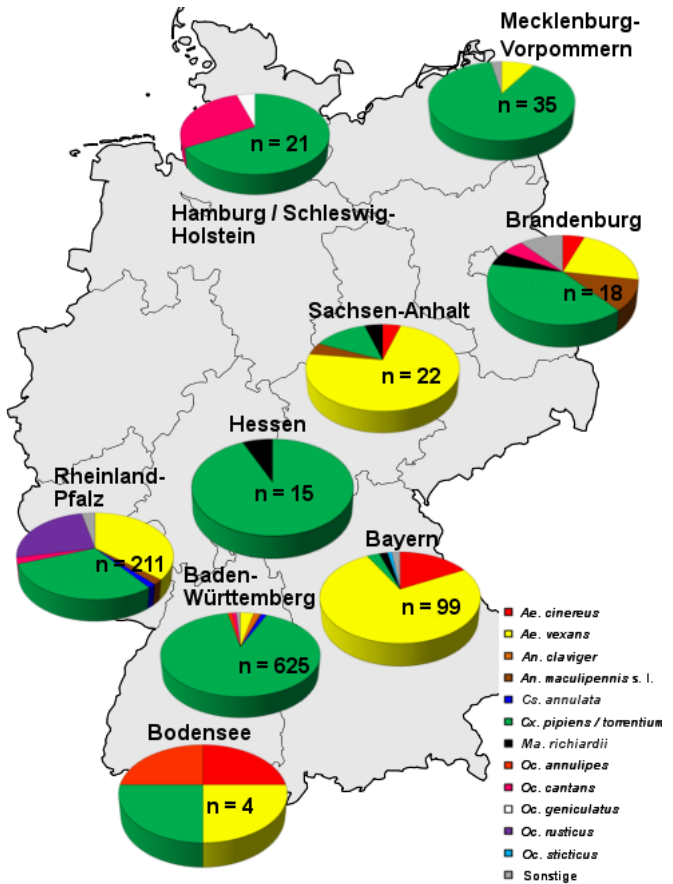 Mecklenburg-
Vorpommern
n = 35
n = 21
Hamburg / Schleswig-
Holstein
Brandenburg
n = 18
Sachsen-Anhalt
n = 22
Hessen
n = 15
Rheinland-
Pfalz
n = 211
Bayern
n = 99
Baden-
Württemberg
n = 625
Bodensee
n = 4
Ae. cinereus
Ae. vexans
An. claviger
An. maculipennis s. l.
Cs. annulata
Cx. pipiens / torrentium
Ma. richiardii
Oc. annulipes
Oc. cantans
Oc. geniculatus
Oc. rusticus
Oc. sticticus
Sonstige